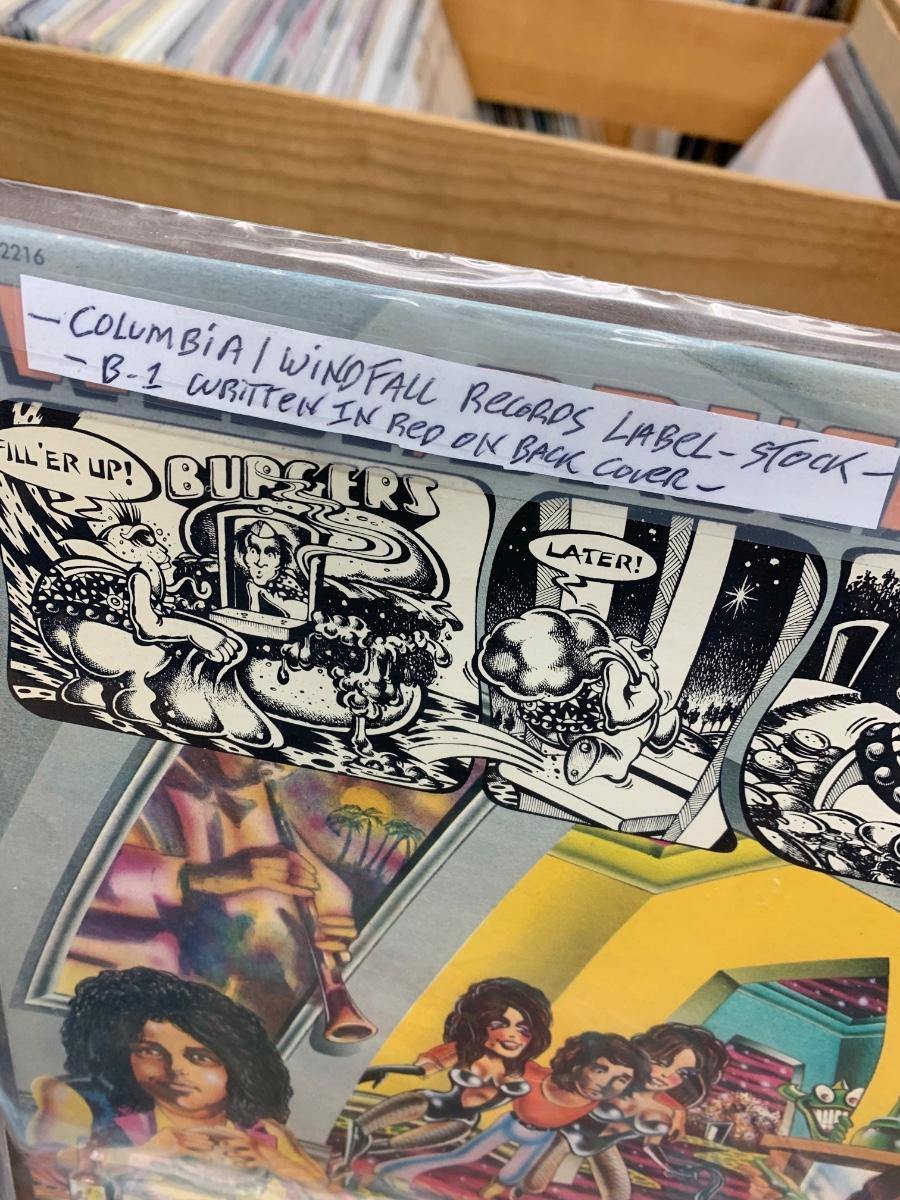 2216
- COLUMBIA / WINDFALL RECORDS LABEL - STOCK -
- B-1 WRITTEN IN RED ON BACK COVER -
FILL'ER UP!
BURGERS
LATER!